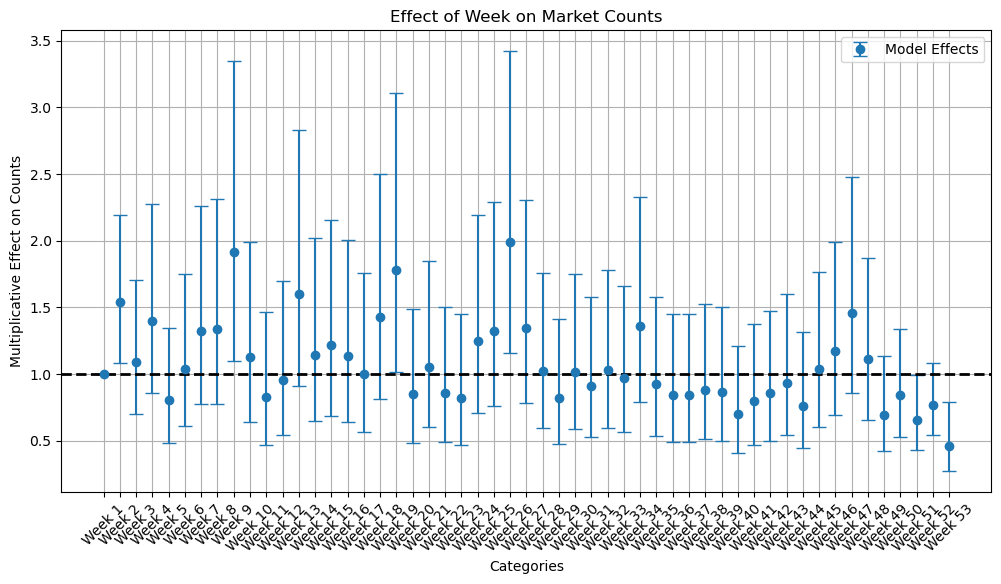 Effect of Week on Market Counts
Model Effects
Multiplicative Effect on Counts
3.5
3.0
2.5
2.0
1.5
1.0
0.5
Week 1
Week 2
Week 3
Week 4
Week 5
Week 6
Week 7
Week 8
Week 9
Week 10
Week 11
Week 12
Week 13
Week 14
Week 15
Week 16
Week 17
Week 18
Week 19
Week 20
Week 21
Week 22
Week 23
Week 24
Week 25
Week 26
Week 27
Week 28
Week 29
Week 30
Week 31
Week 32
Week 33
Week 34
Week 35
Week 36
Week 37
Week 38
Week 39
Week 40
Week 41
Week 42
Week 43
Week 44
Week 45
Week 46
Week 47
Week 48
Week 49
Week 50
Week 51
Week 52
Week 53
Categories